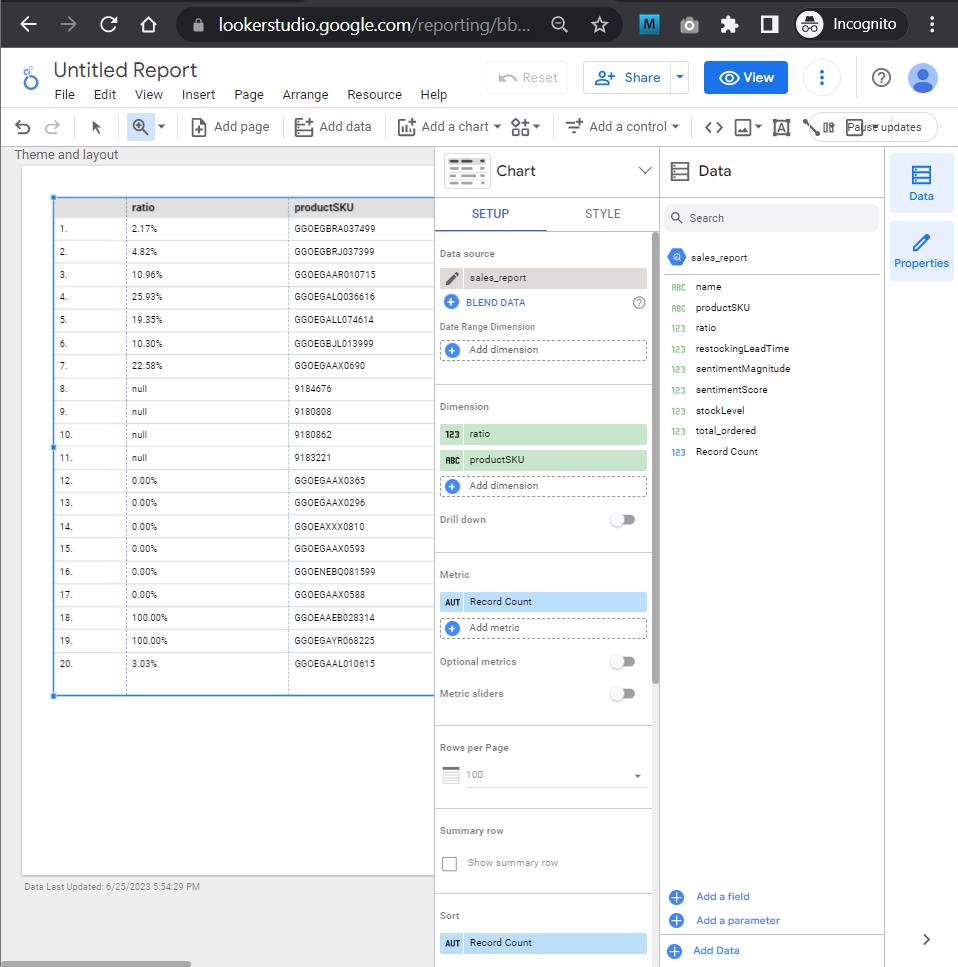 lookerstudio.google.com/reporting/bb...
M
Incognito
Untitled Report
File Edit View Insert Page Arrange Resource Help
Reset
Share
View
Add page
Add data
Add a chart
Add a control
Pause updates
Theme and layout
ratio productSKU
1. 2.17% GGOEGBRA037499
2. 4.82% GGOEGBRJ037399
3. 10.96% GGOEGAAR010715
4. 25.93% GGOEGALQ036616
5. 19.35% GGOEGALL074614
6. 10.30% GGOEGBJL013999
7. 22.58% GGOEGAAX0690
8. null 9184676
9. null 9180808
10. null 9180862
11. null 9183221
12. 0.00% GGOEGAAX0365
13. 0.00% GGOEGAAX0296
14. 0.00% GGOEAXXX0810
15. 0.00% GGOEGAAX0593
16. 0.00% GGOENEBQ081599
17. 0.00% GGOEGAAX0588
18. 100.00% GGOEAAEB028314
19. 100.00% GGOEGAYR068225
20. 3.03% GGOEGAAL010615
Data Last Updated: 6/25/2023 5:54:29 PM
Chart
SETUP STYLE
Data source
sales_report
BLEND DATA
Date Range Dimension
Add dimension
Dimension
123 ratio
ABC productSKU
Add dimension
Drill down
Metric
AUT Record Count
Add metric
Optional metrics
Metric sliders
Rows per Page
100
Summary row
Show summary row
Sort
AUT Record Count
Data
Search
sales_report
ABC name
ABC productSKU
123 ratio
123 restockingLeadTime
123 sentimentMagnitude
123 sentimentScore
123 stockLevel
123 total_ordered
123 Record Count
Add a field
Add a parameter
Add Data
Data
Properties